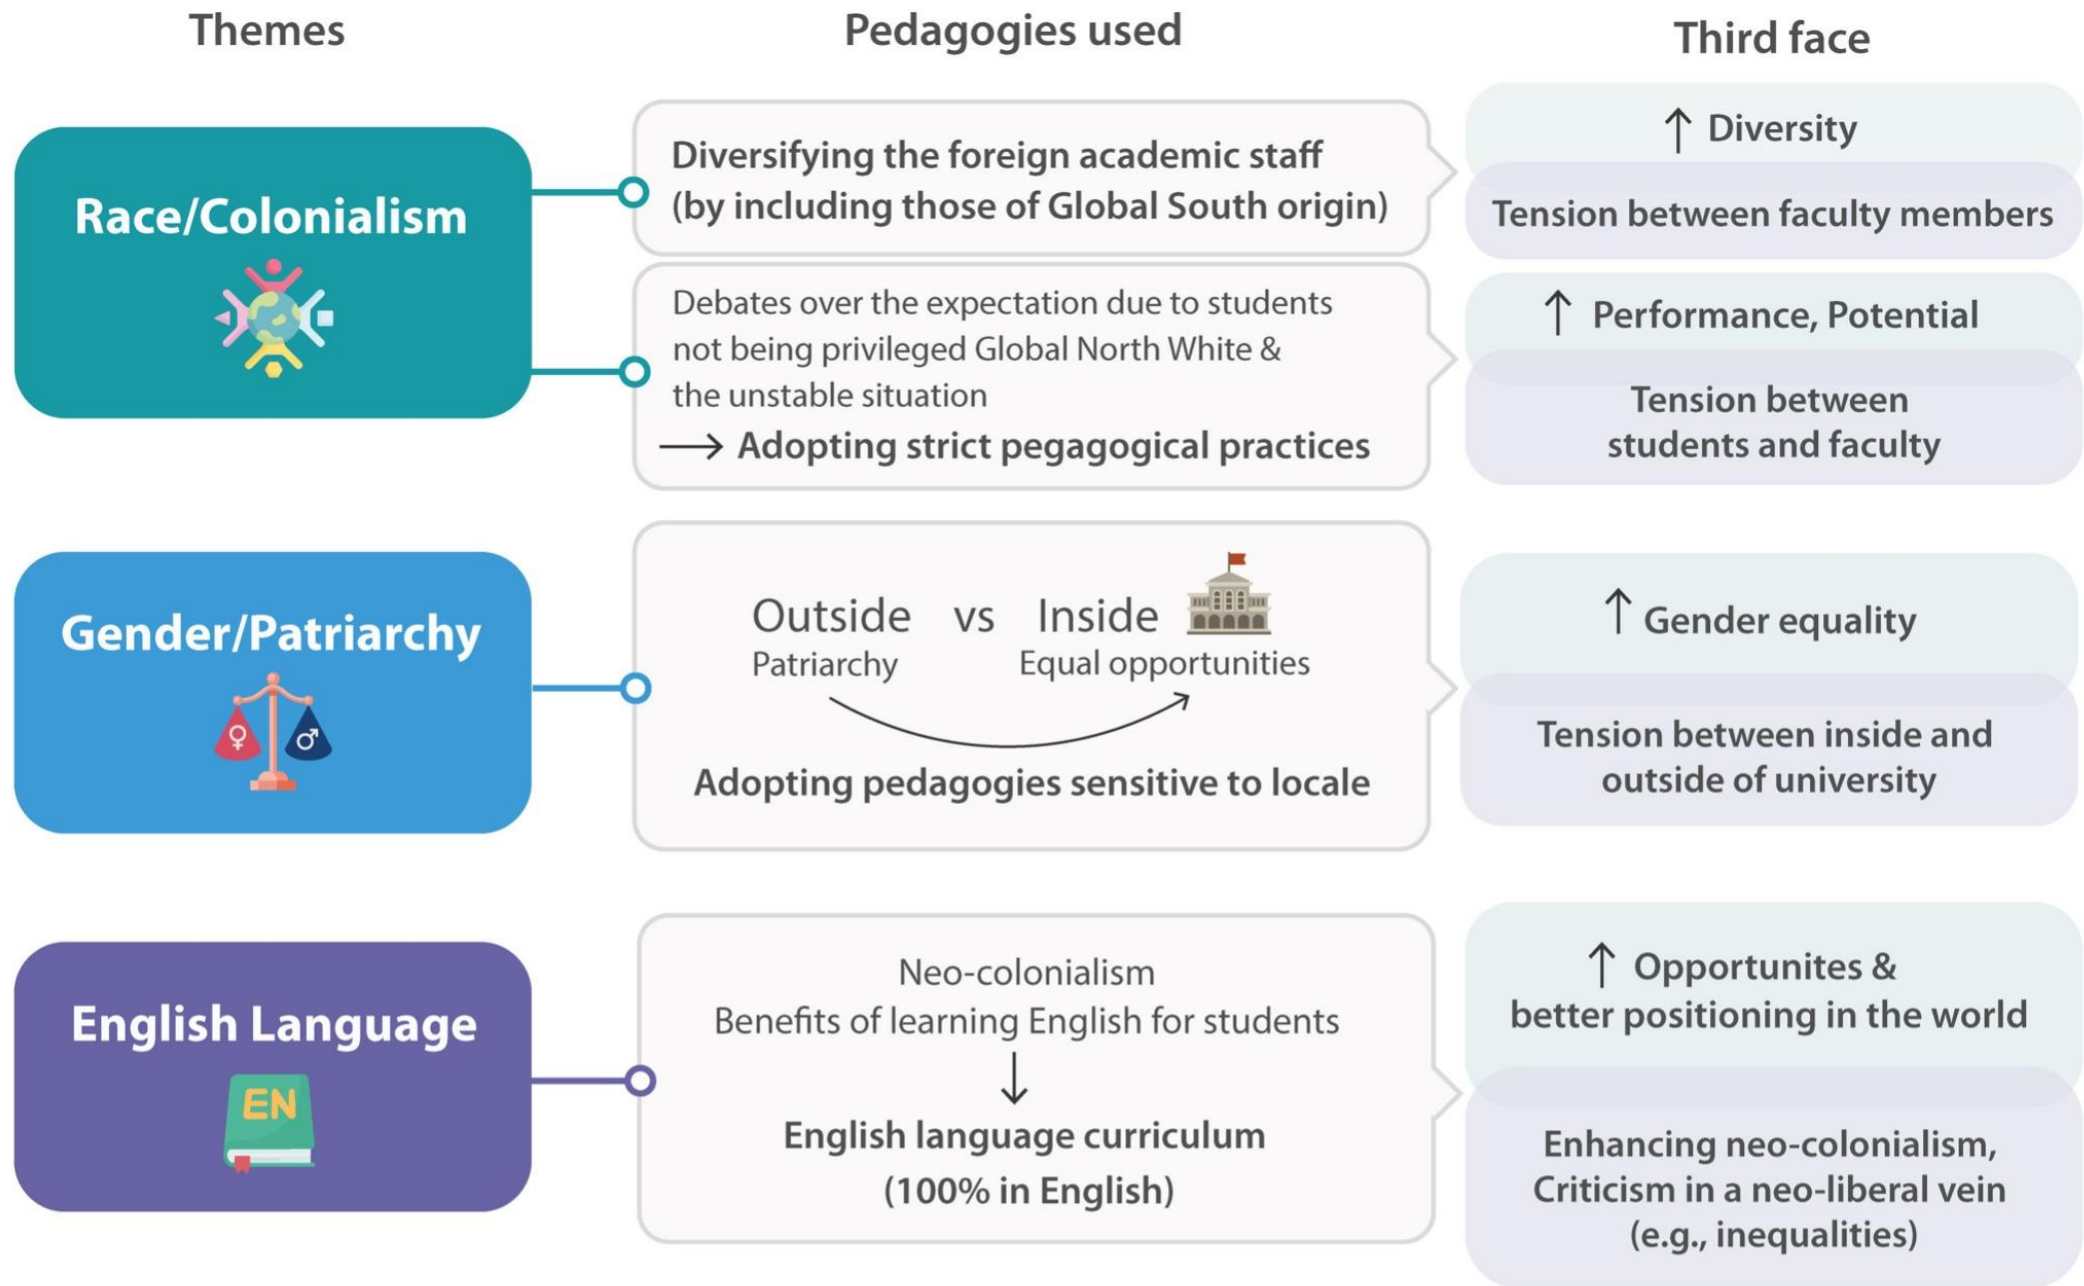 Themes
Pedagogies used
Third face
Race/Colonialism
Diversifying the foreign academic staff
(by including those of Global South origin)
↑ Diversity
Tension between faculty members
Debates over the expectation due to students
not being privileged Global North White &
the unstable situation
→ Adopting strict pegagogical practices
↑ Performance, Potential
Tension between
students and faculty
Gender/Patriarchy
Outside vs Inside
Patriarchy Equal opportunities
Adopting pedagogies sensitive to locale
↑ Gender equality
Tension between inside and
outside of university
English Language
EN
Neo-colonialism
Benefits of learning English for students
↓
English language curriculum
(100% in English)
↑ Opportunites &
better positioning in the world
Enhancing neo-colonialism,
Criticism in a neo-liberal vein
(e.g., inequalities)